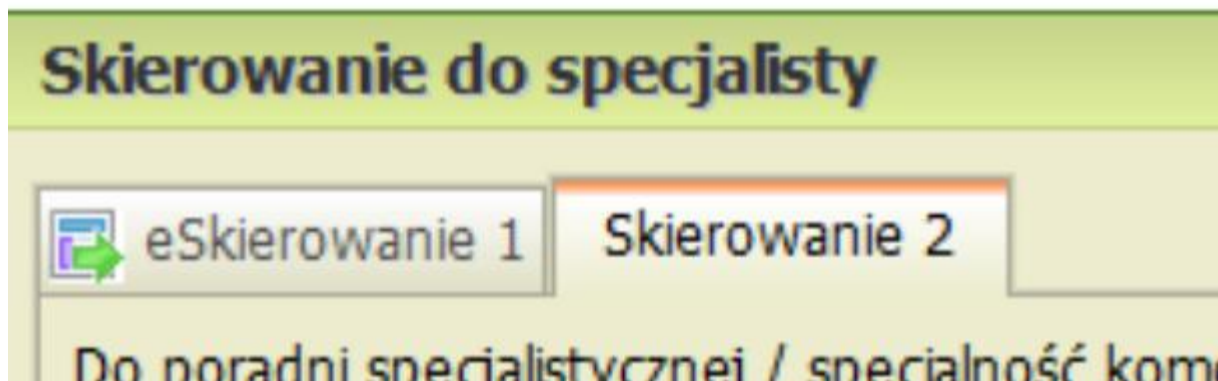 Skierowanie do specjalisty
eSkierowanie 1
Skierowanie 2
Do poradni specjalistycznej / specjalność